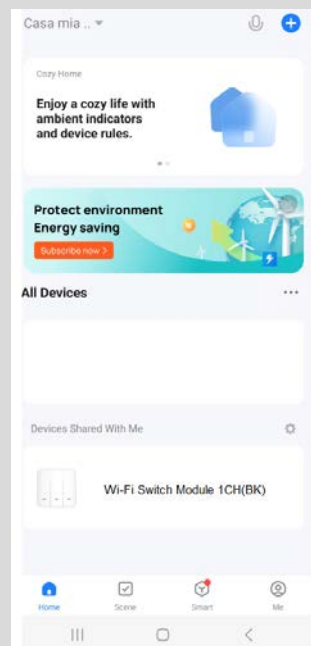 Casa mia ..
Cozy Home
Enjoy a cozy life with
ambient indicators
and device rules.
Protect environment
Energy saving
Subscribe now >
All Devices
Devices Shared With Me
Wi-Fi Switch Module 1CH(BK)
Home
Scene
Smart
Me